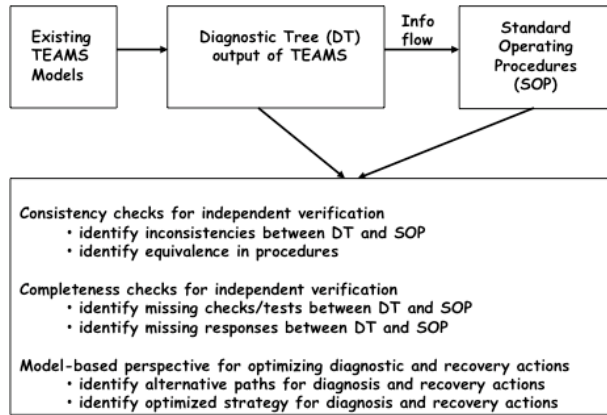 Existing
TEAMS
Models
Diagnostic Tree (DT)
output of TEAMS
Info
flow
Standard
Operating
Procedures
(SOP)
Consistency checks for independent verification
• identify inconsistencies between DT and SOP
• identify equivalence in procedures
Completeness checks for independent verification
• identify missing checks/tests between DT and SOP
• identify missing responses between DT and SOP
Model-based perspective for optimizing diagnostic and recovery actions
• identify alternative paths for diagnosis and recovery actions
• identify optimized strategy for diagnosis and recovery actions